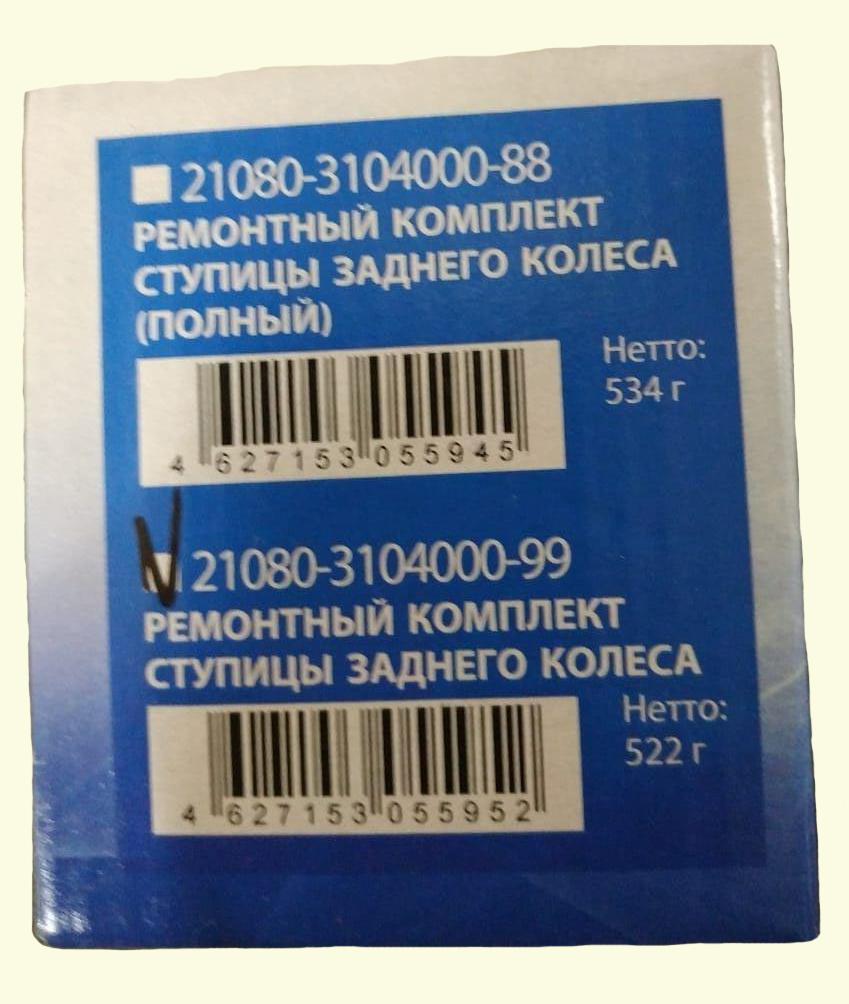 21080-3104000-88
РЕМОНТНЫЙ КОМПЛЕКТ
СТУПИЦЫ ЗАДНЕГО КОЛЕСА
(ПОЛНЫЙ)
Нетто:
534 г
4 627153 055945
21080-3104000-99
РЕМОНТНЫЙ КОМПЛЕКТ
СТУПИЦЫ ЗАДНЕГО КОЛЕСА
Нетто:
522 г
4 627153 055952